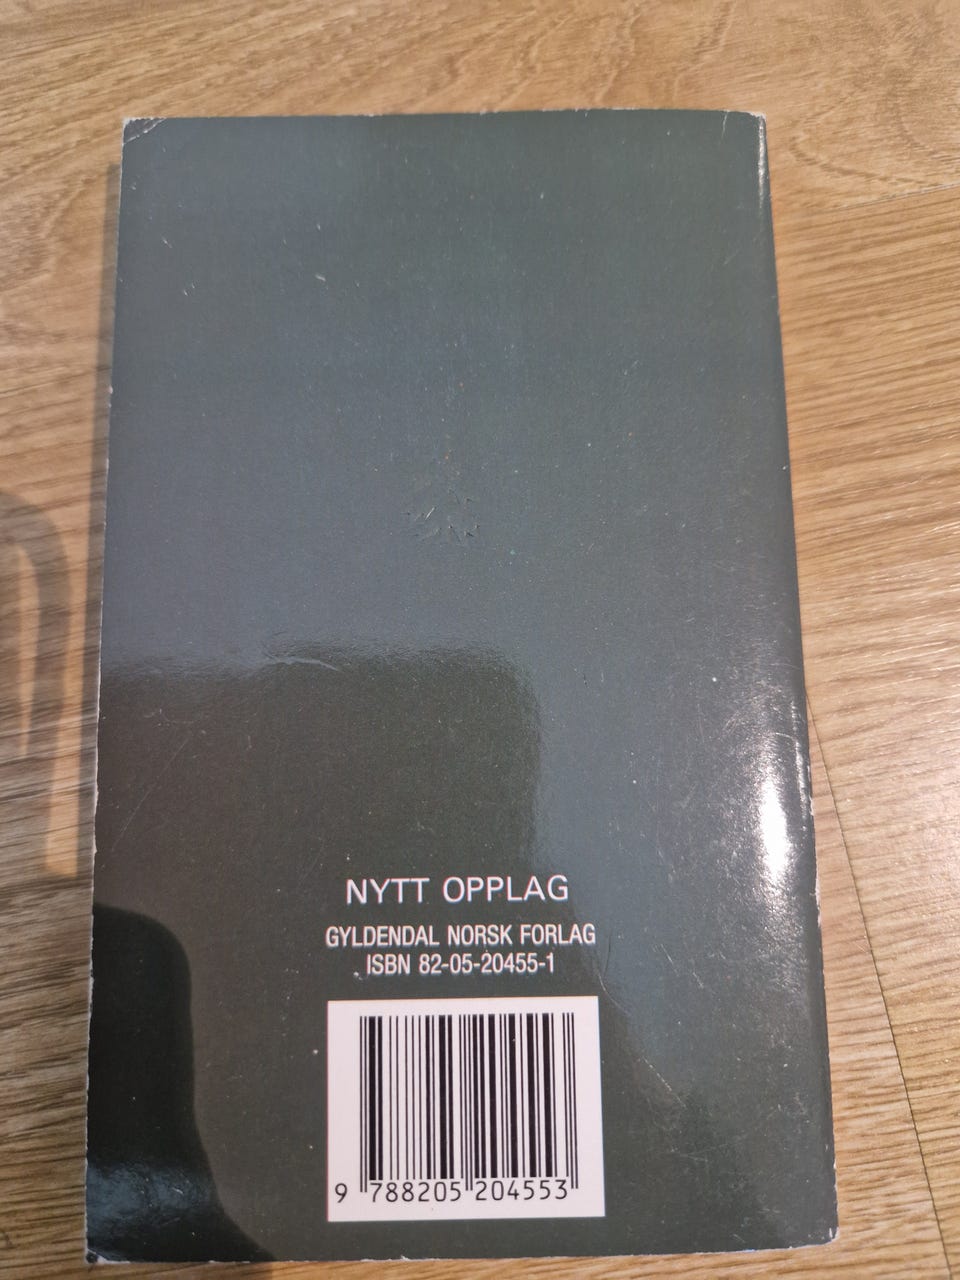 NYTT OPPLAG
GYLDENDAL NORSK FORLAG
ISBN 82-05-20455-1
9 788205 204553